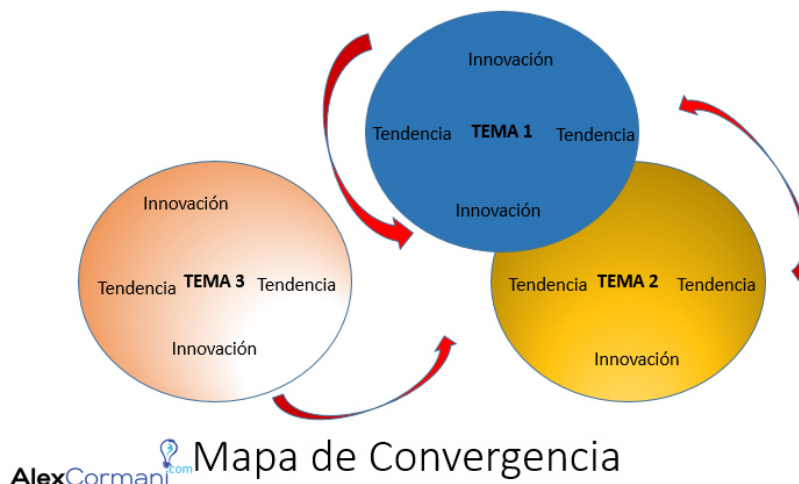 Innovación
Tendencia TEMA 1 Tendencia
Innovación
Innovación
Tendencia TEMA 3 Tendencia
Innovación
Tendencia TEMA 2 Tendencia
Innovación
Mapa de Convergencia
AlexCormani.com